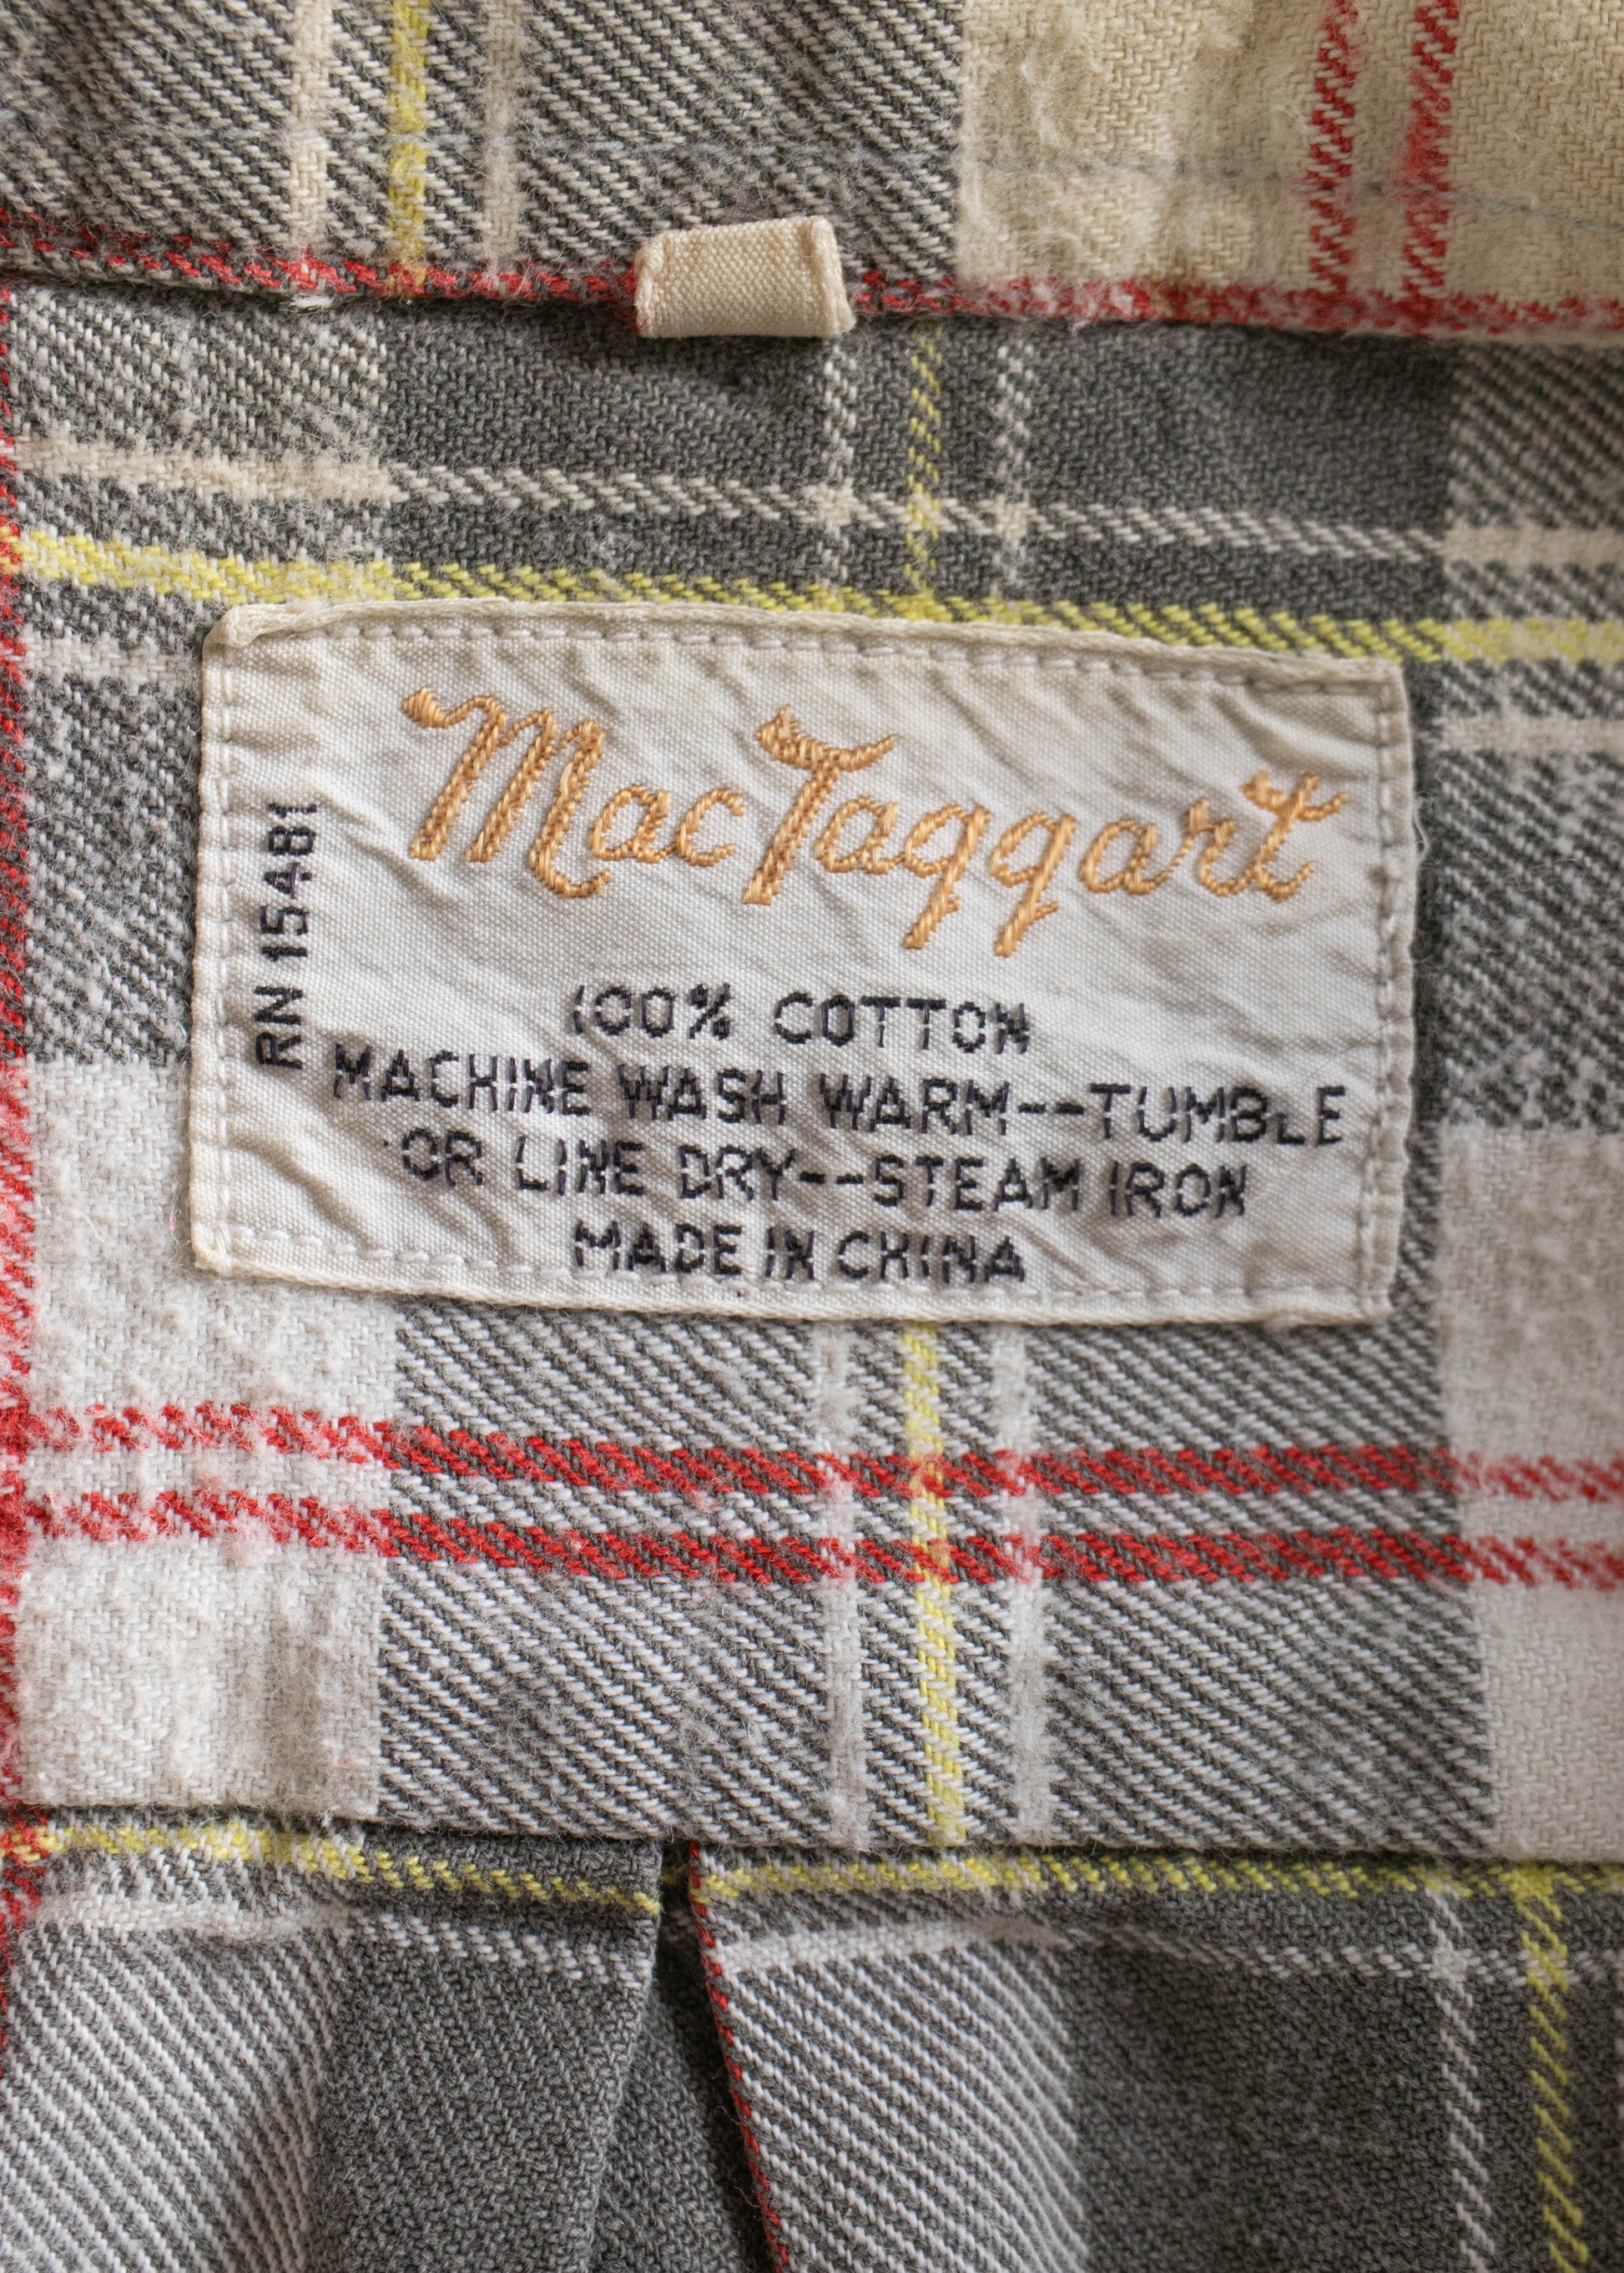 MacTaggart
RN 15481
100% COTTON
MACHINE WASH WARM--TUMBLE
OR LINE DRY--STEAM IRON
MADE IN CHINA